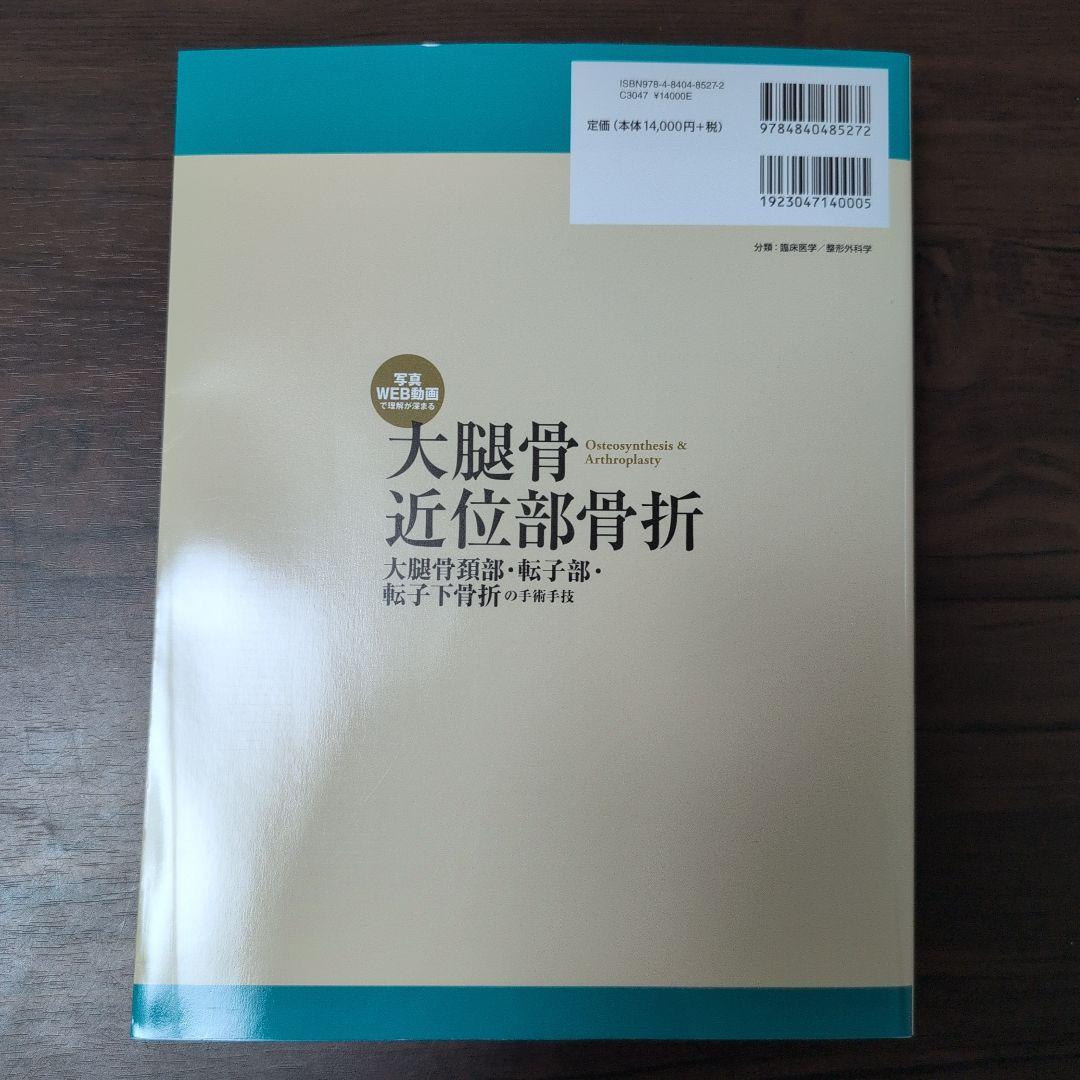 ISBN978-4-8404-8527-2
C3047 ¥14000E
定価（本体14,000円+税）
9784840485272
1923047140005
分類：臨床医学／整形外科学
写真
WEB動画
で理解が深まる
大腿骨
Osteosynthesis &
Arthroplasty
近位部骨折
大腿骨頚部・転子部・
転子下骨折の手術手技